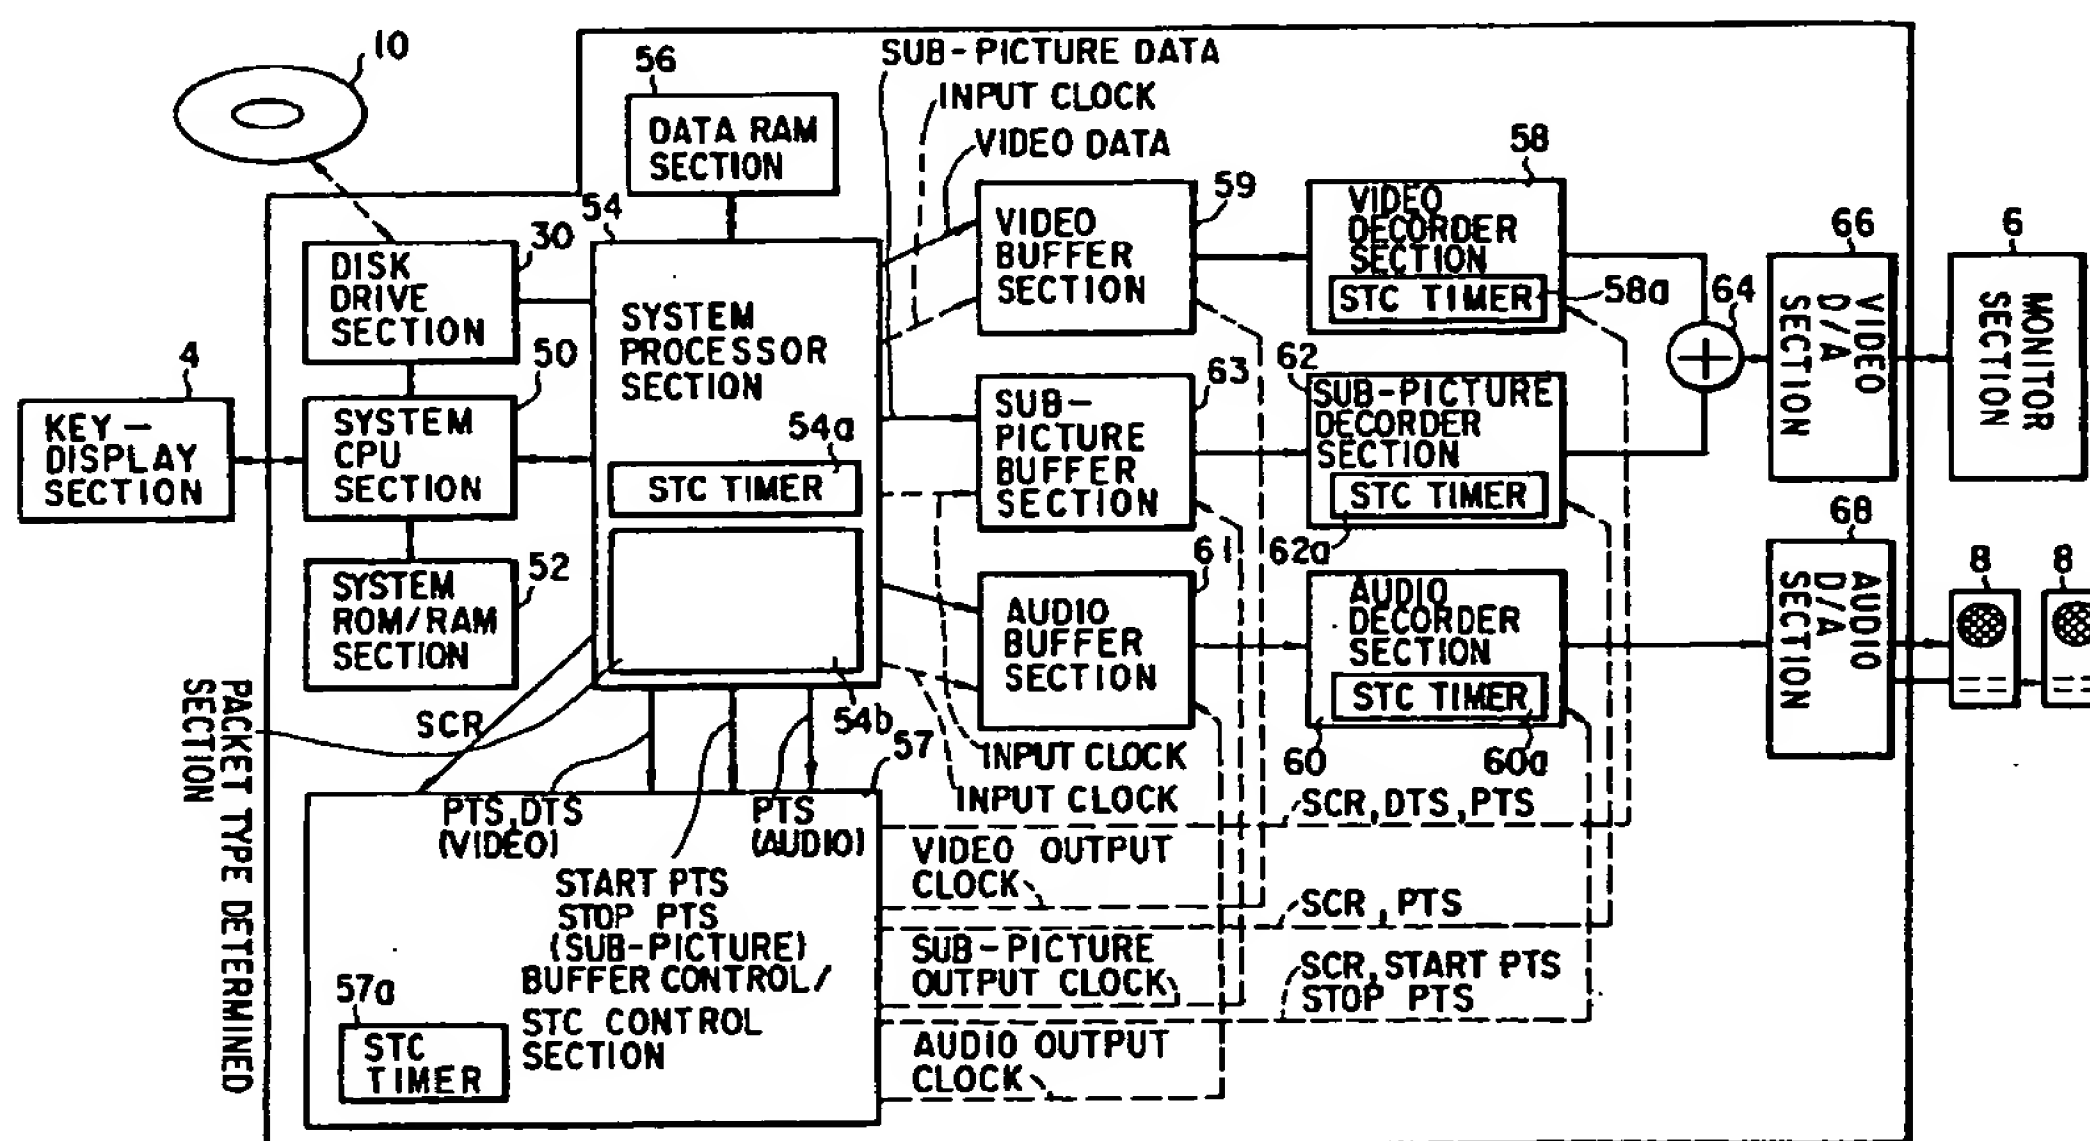 10
56
DATA RAM
SECTION
SUB-PICTURE DATA
INPUT CLOCK
VIDEO DATA
54
30
DISK
DRIVE
SECTION
SYSTEM
PROCESSOR
SECTION
54a
STC TIMER
54b
4
KEY-
DISPLAY
SECTION
50
SYSTEM
CPU
SECTION
52
SYSTEM
ROM/RAM
SECTION
59
VIDEO
BUFFER
SECTION
58
VIDEO
DECORDER
SECTION
STC TIMER
58a
63
SUB-
PICTURE
BUFFER
SECTION
62
SUB-PICTURE
DECORDER
SECTION
STC TIMER
62a
61
AUDIO
BUFFER
SECTION
AUDIO
DECORDER
SECTION
STC TIMER
60
60a
64
66
VIDEO
D/A
SECTION
6
MONITOR
SECTION
68
AUDIO
D/A
SECTION
8
8
PACKET TYPE DETERMINED
SECTION
SCR
57
INPUT CLOCK
INPUT CLOCK
PTS,DTS
(VIDEO)
PTS
(AUDIO)
START PTS
STOP PTS
(SUB-PICTURE)
BUFFER CONTROL/
STC CONTROL
SECTION
57a
STC
TIMER
SCR,DTS,PTS
VIDEO OUTPUT
CLOCK
SCR,PTS
SUB-PICTURE
OUTPUT CLOCK
SCR,START PTS
STOP PTS
AUDIO OUTPUT
CLOCK